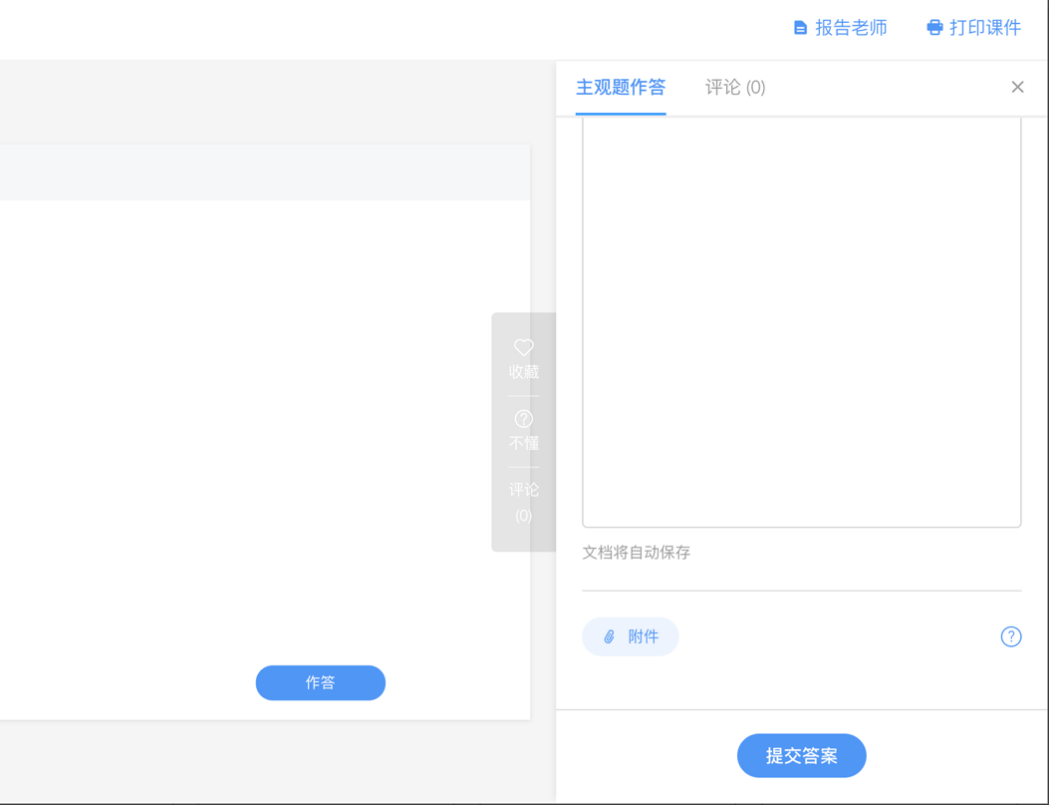 报告老师 打印课件
主观题作答 评论 (0)
收藏
不懂
评论
(0)
文档将自动保存
附件
作答
提交答案